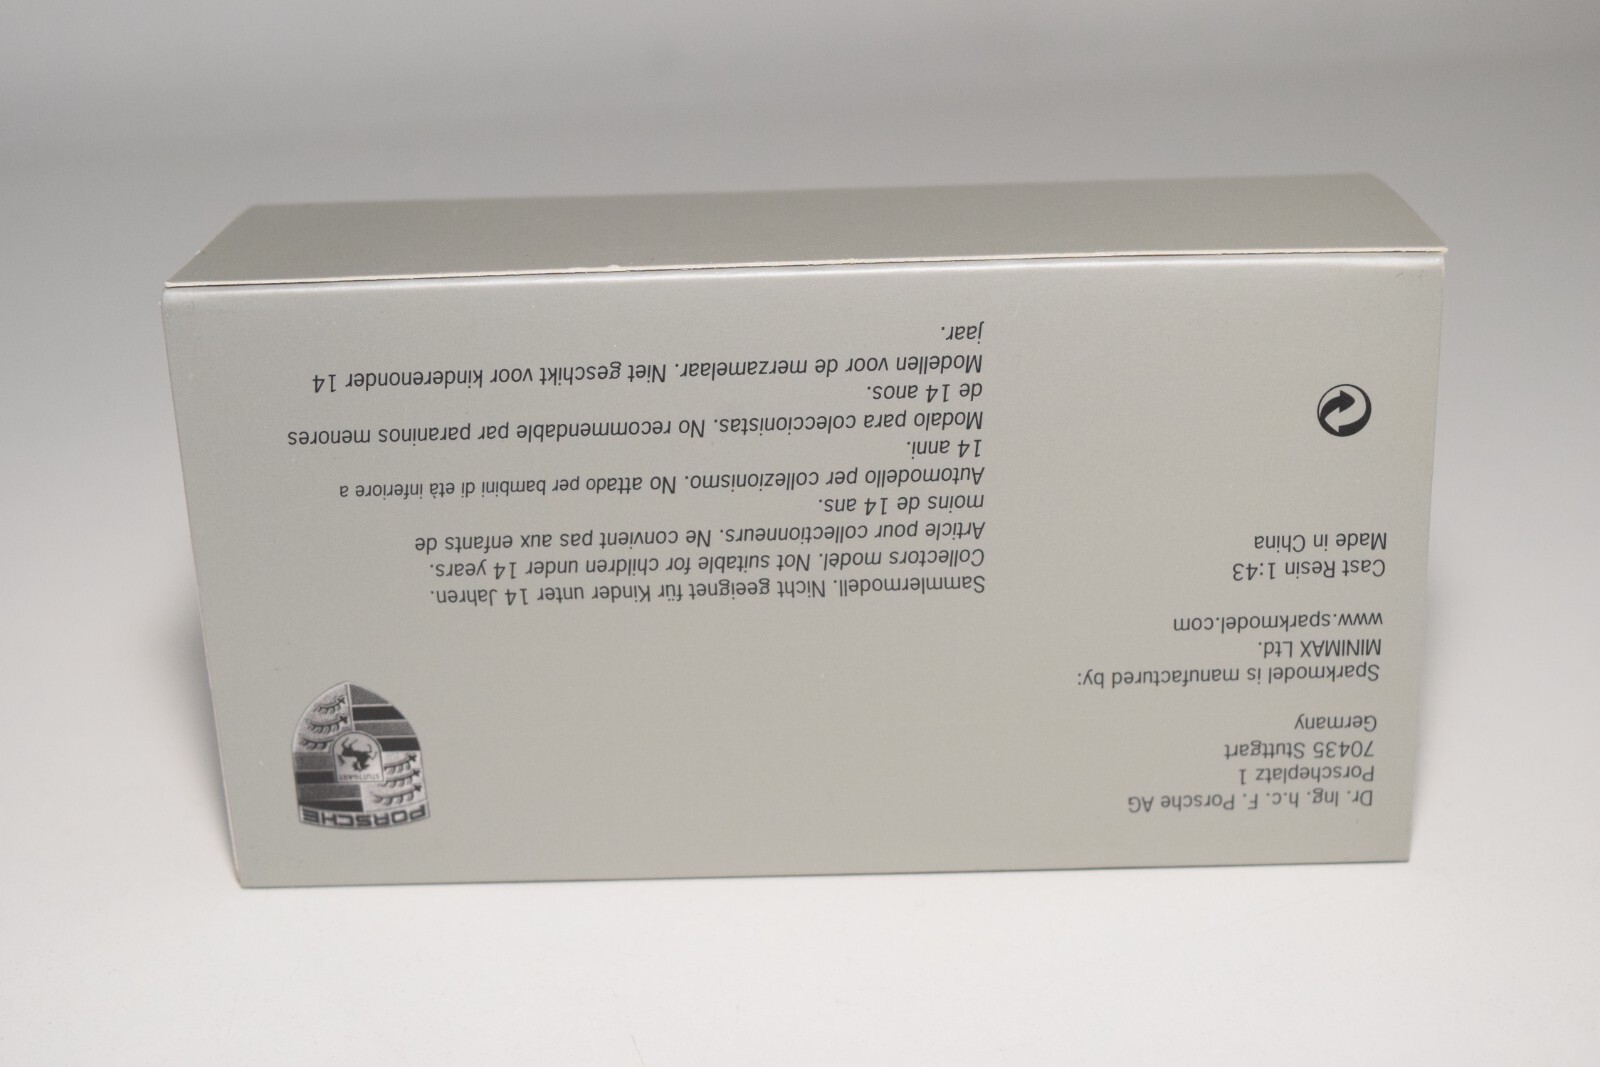 Dr. Ing. h.c. F. Porsche AG
Porscheplatz 1
70435 Stuttgart
Germany
Sparkmodel is manufactured by:
MINIMAX Ltd.
www.sparkmodel.com
Cast Resin 1:43
Made in China
PORSCHE
STUTTGART
Sammlermodell. Nicht geeignet für Kinder unter 14 Jahren.
Collectors model. Not suitable for children under 14 years.
Article pour collectionneurs. Ne convient pas aux enfants de
moins de 14 ans.
Automodello per collezionismo. No attado per bambini di età inferiore a
14 anni.
Modalo para coleccionistas. No recommendable par paraninos menores
de 14 anos.
Modellen voor de merzamelaar. Niet geschikt voor kinderenonder 14
jaar.